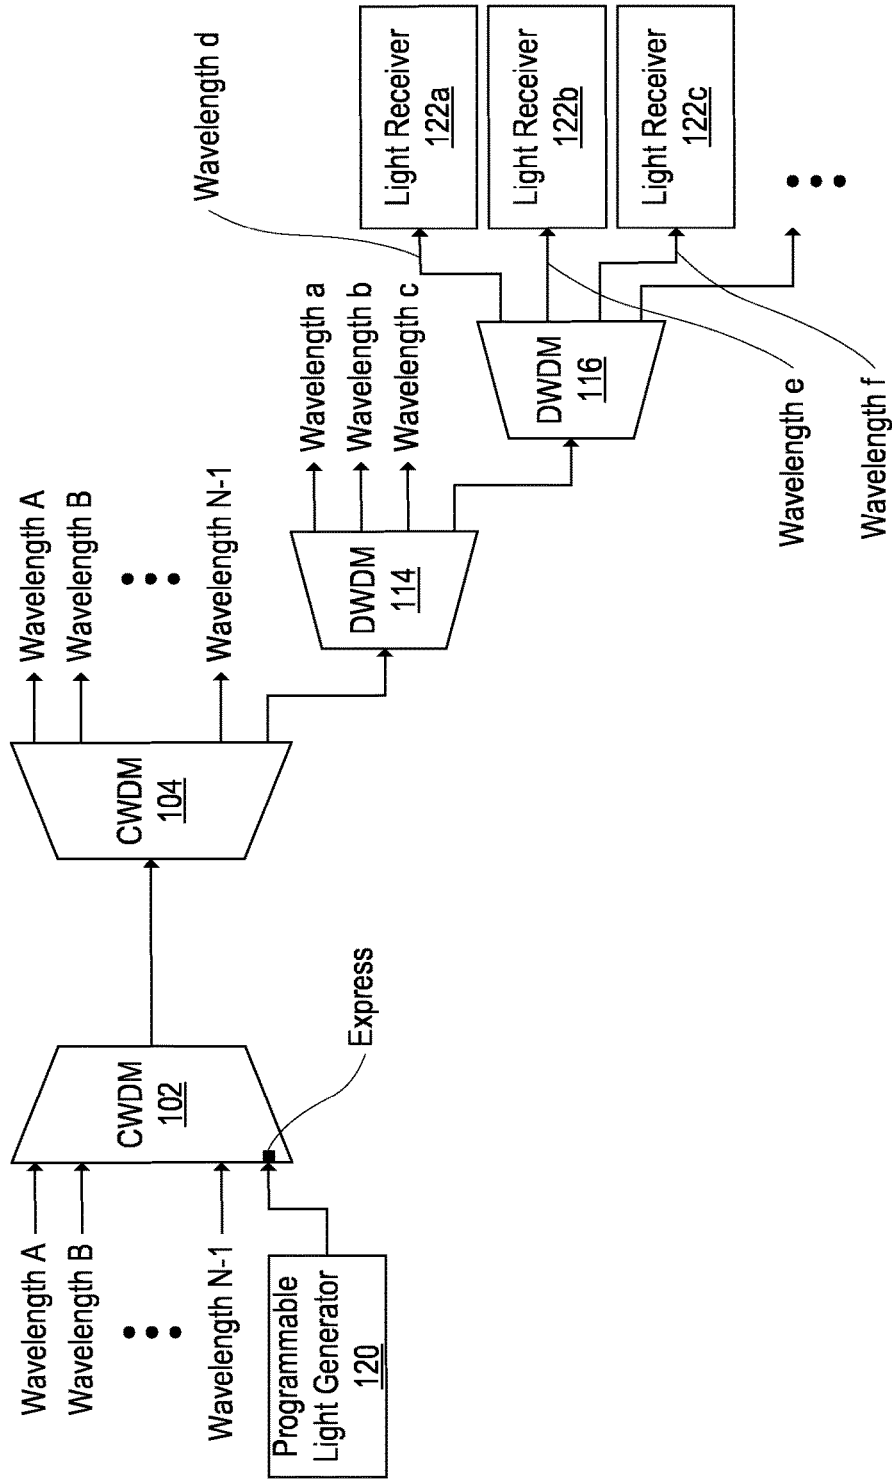 Wavelength A
Wavelength B
Wavelength N-1
Programmable
Light Generator
120
CWDM
102
Express
CWDM
104
Wavelength A
Wavelength B
Wavelength N-1
DWDM
114
Wavelength a
Wavelength b
Wavelength c
DWDM
116
Wavelength d
Wavelength e
Wavelength f
Light Receiver
122a
Light Receiver
122b
Light Receiver
122c